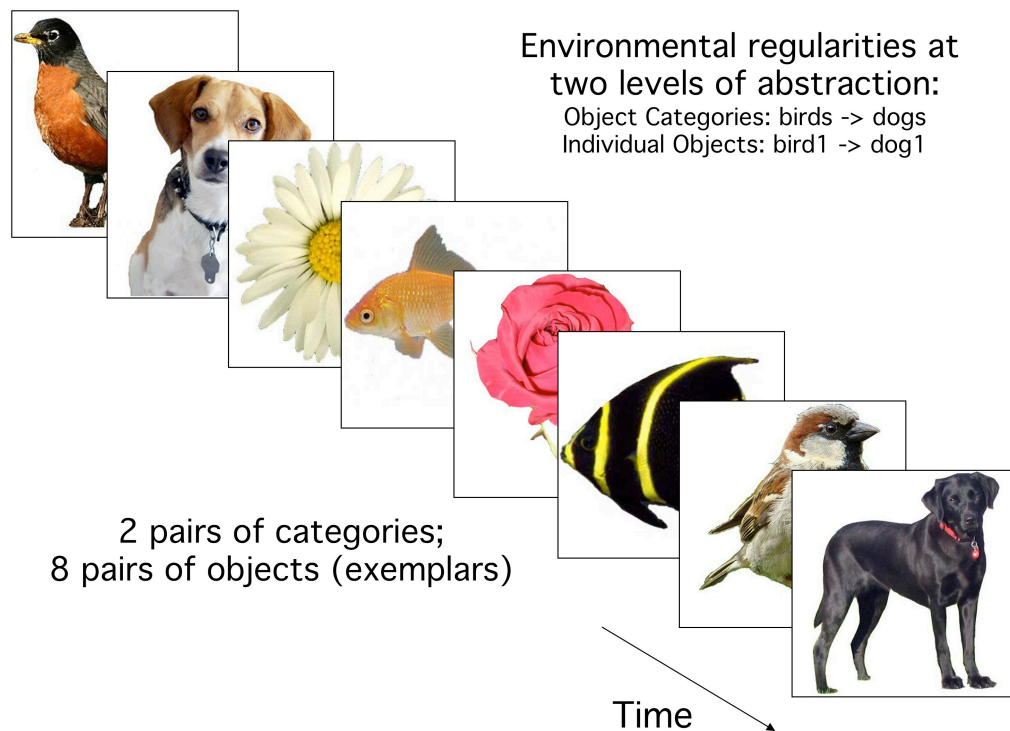 Environmental regularities at
two levels of abstraction:
Object Categories: birds -> dogs
Individual Objects: bird1 -> dog1
2 pairs of categories;
8 pairs of objects (exemplars)
Time